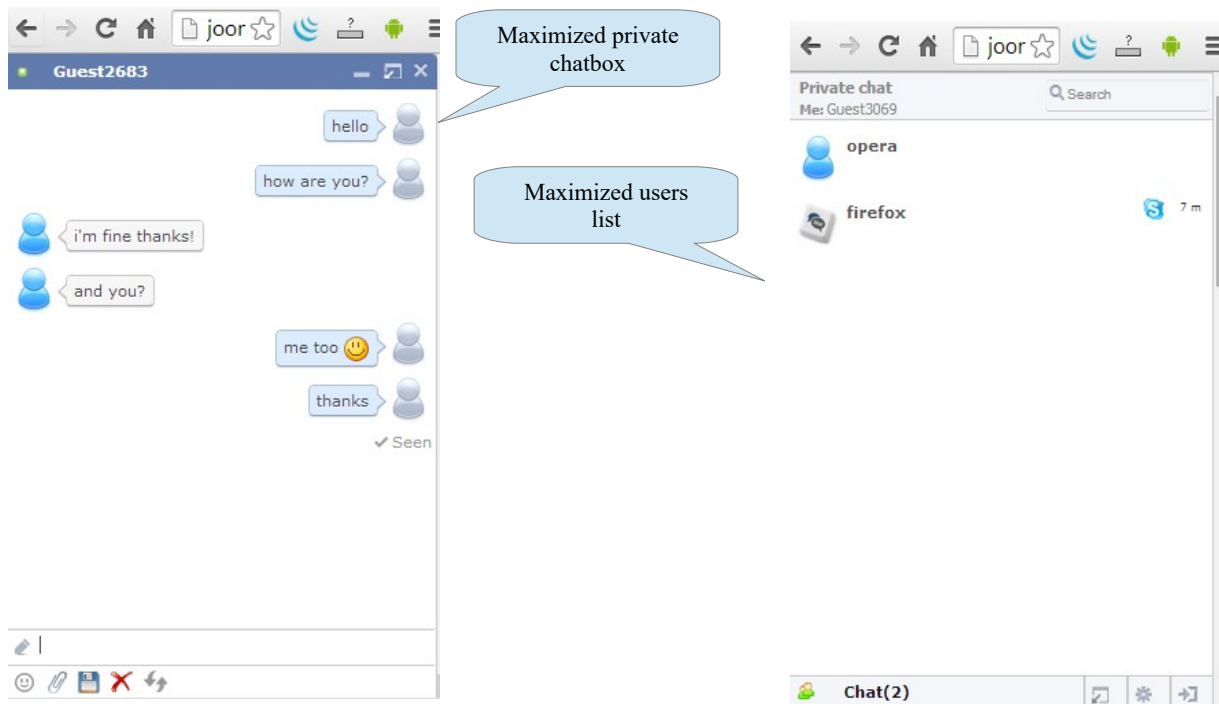 joor
?
Guest2683
hello
how are you?
i'm fine thanks!
and you?
me too
thanks
Seen
Maximized private
chatbox
Maximized users
list
joor
?
Private chat
Search
Me: Guest3069
opera
firefox
7 m
Chat(2)